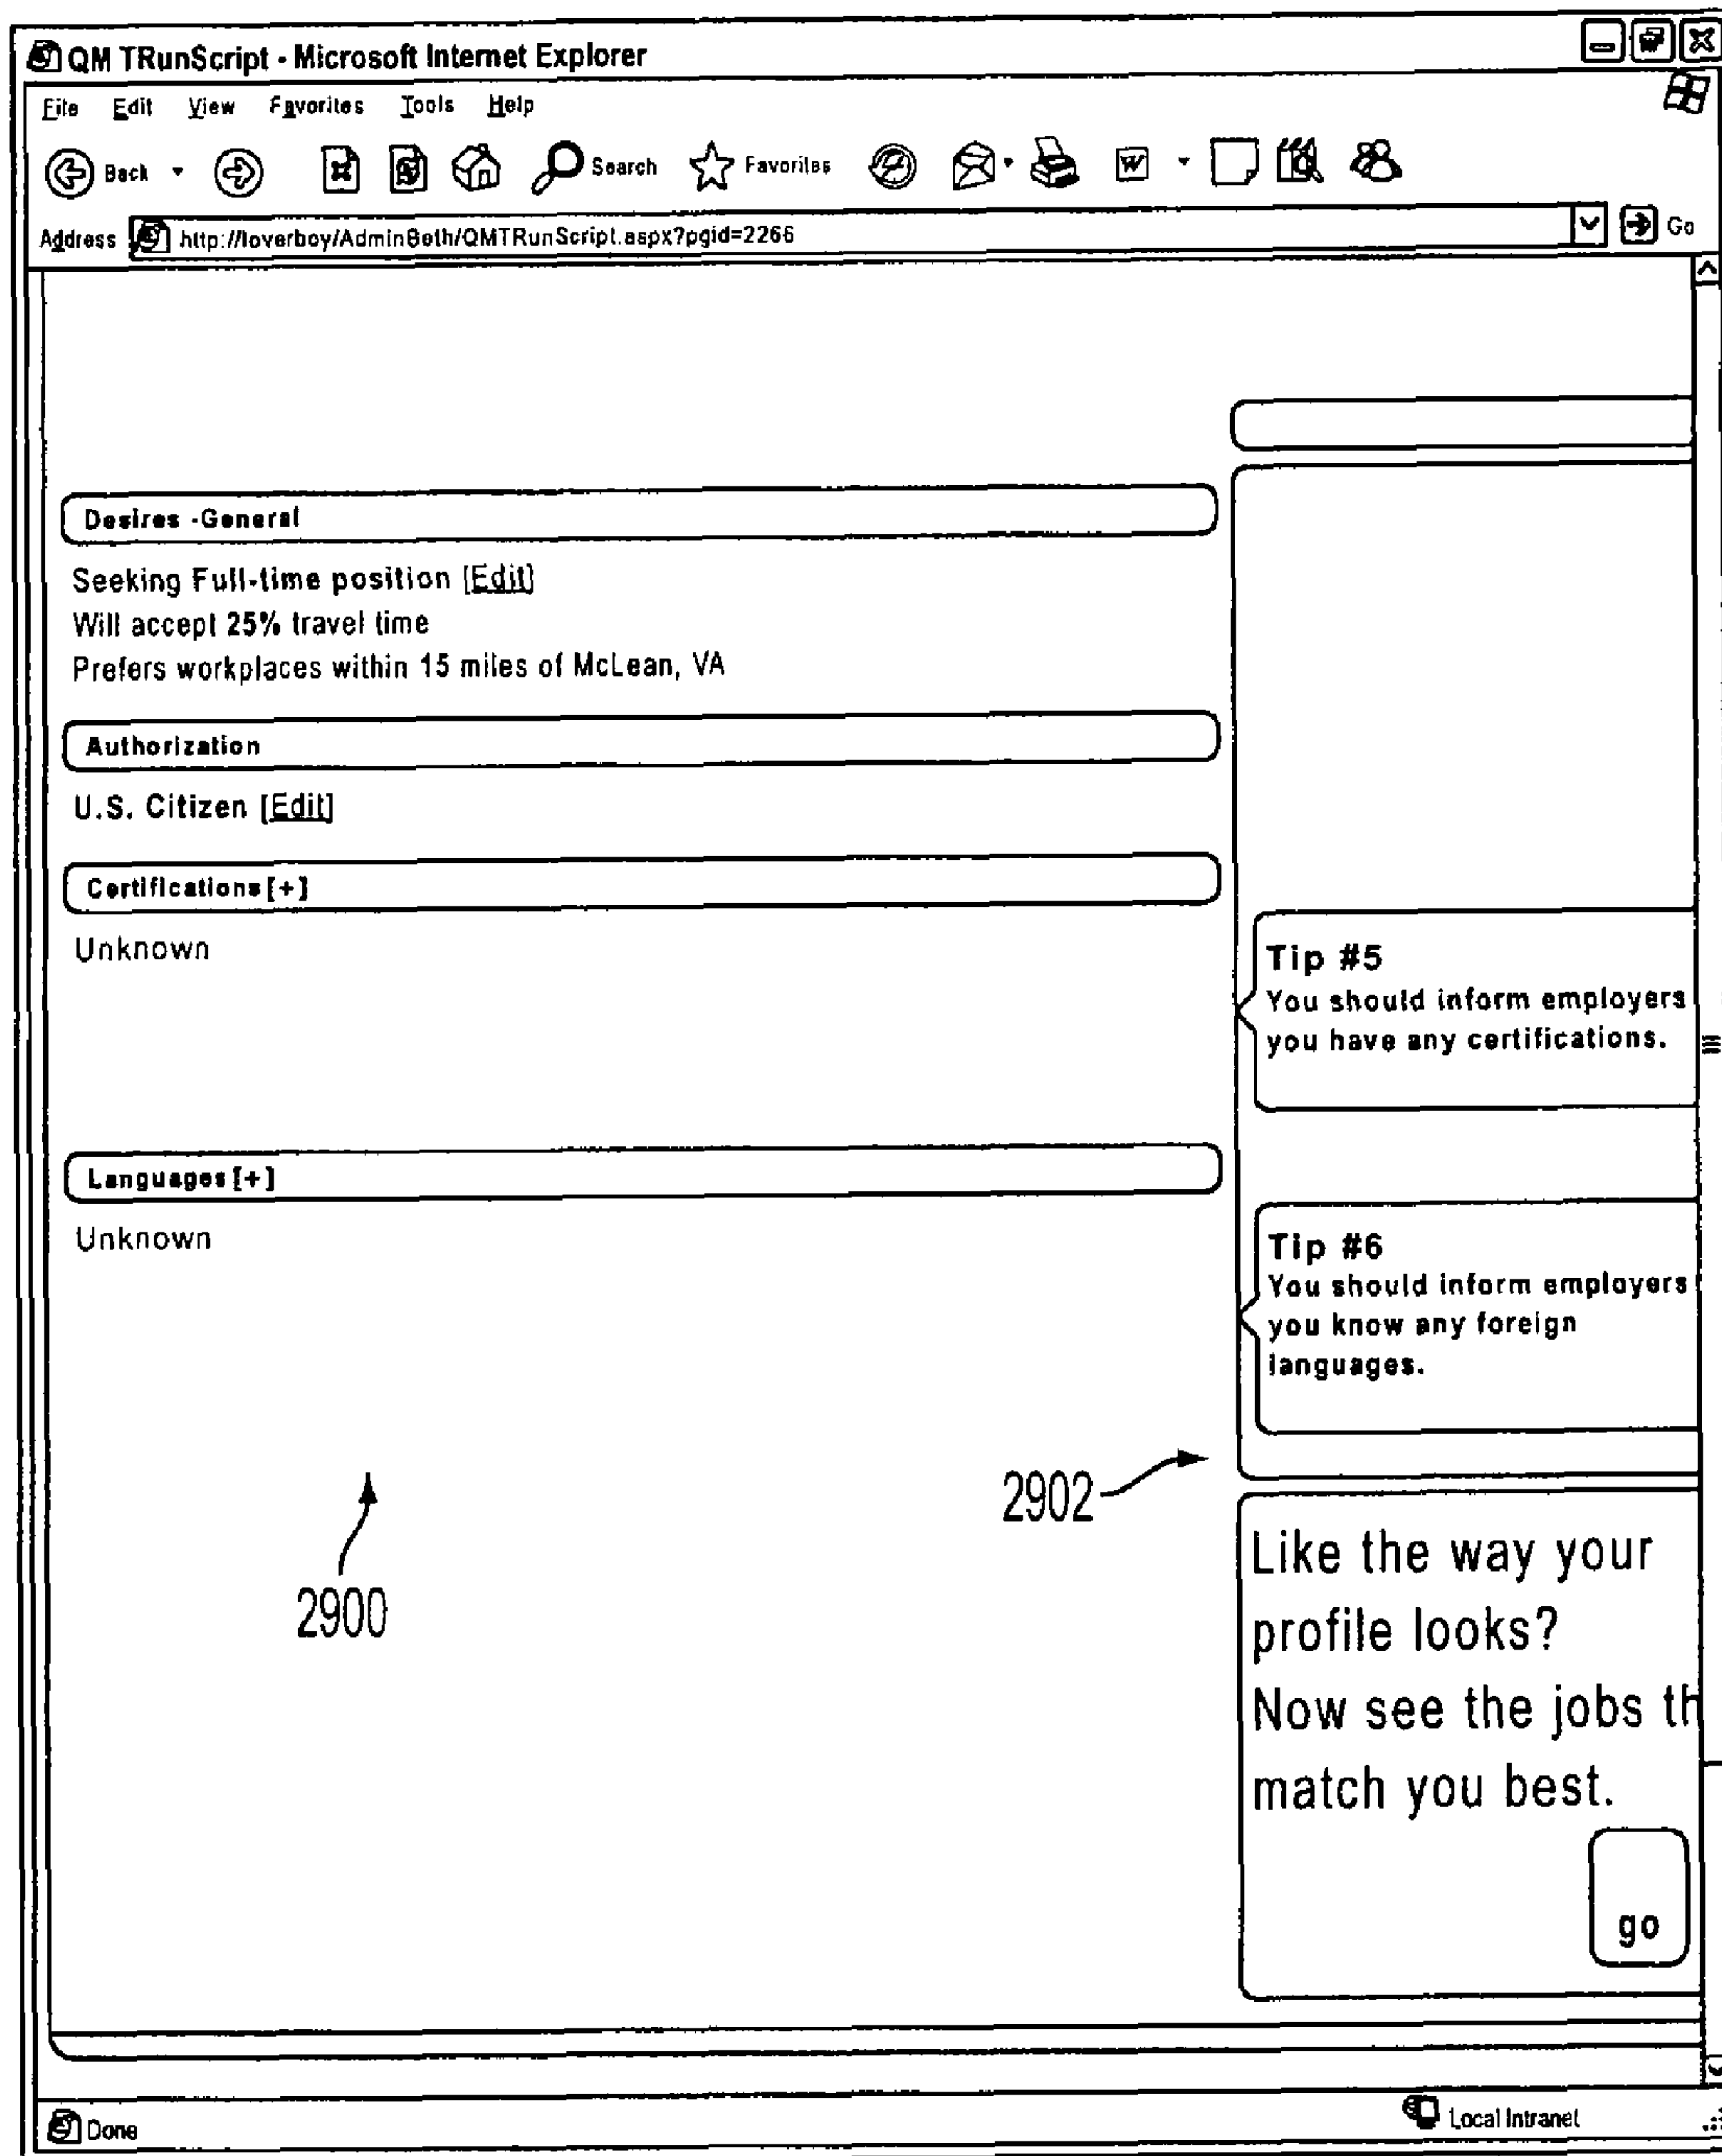 QM TRunScript - Microsoft Internet Explorer
File Edit View Favorites Tools Help
Back Search Favorites W
Address http://loverboy/AdminBeth/QMTRunScript.aspx?pgid=2266 Go
Desires -General
Seeking Full-time position [Edit]
Will accept 25% travel time
Prefers workplaces within 15 miles of McLean, VA
Authorization
U.S. Citizen [Edit]
Certifications[+]
Unknown
Tip #5
You should inform employers
you have any certifications.
Languages[+]
Unknown
Tip #6
You should inform employers
you know any foreign
languages.
2900
2902
Like the way your
profile looks?
Now see the jobs th
match you best.
go
Done Local Intranet